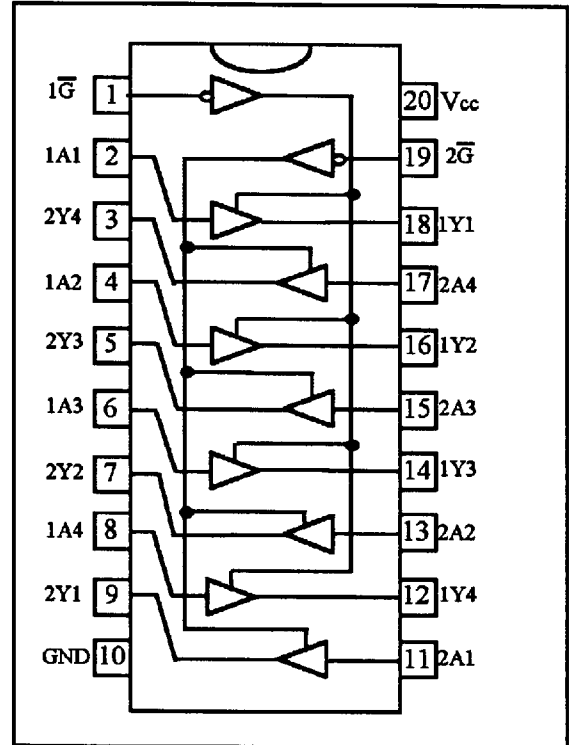 1G̅ 1 20 Vcc
1A1 2 19 2G̅
2Y4 3 18 1Y1
1A2 4 17 2A4
2Y3 5 16 1Y2
1A3 6 15 2A3
2Y2 7 14 1Y3
1A4 8 13 2A2
2Y1 9 12 1Y4
GND 10 11 2A1